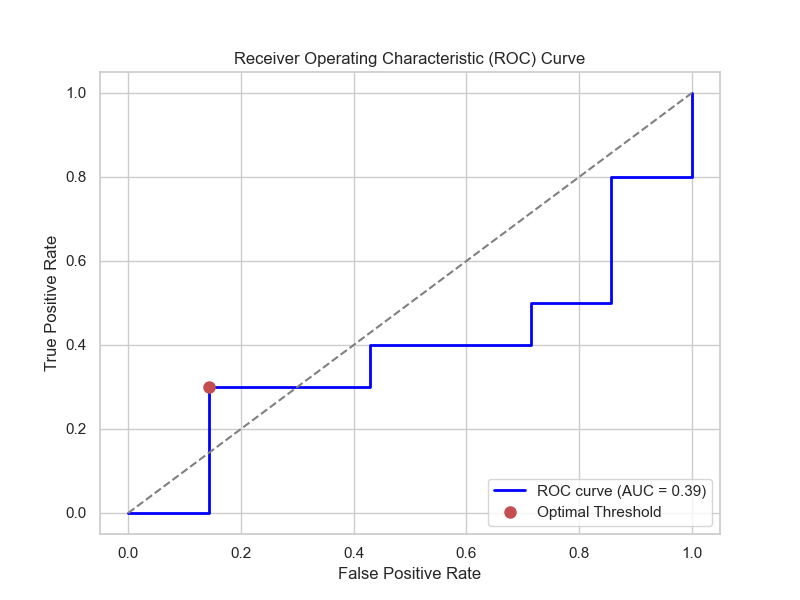 Receiver Operating Characteristic (ROC) Curve
1.0
0.8
0.6
0.4
0.2
0.0
True Positive Rate
ROC curve (AUC = 0.39)
Optimal Threshold
0.0 0.2 0.4 0.6 0.8 1.0
False Positive Rate